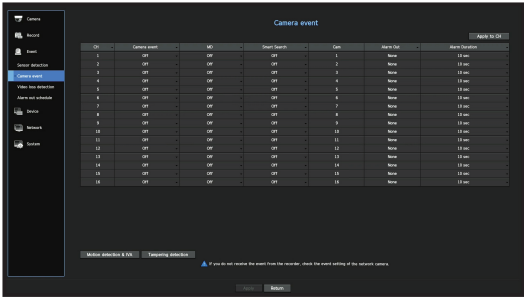 Camera event
Camera
Record
Event
Sensor detection
Camera event
Video loss detection
Alarm out schedule
Device
Network
System
Apply to CH
CH Camera event MD Smart Search Cam Alarm Out Alarm Duration
1 Off Off Off 1 None 10 sec
2 Off Off Off 2 None 10 sec
3 Off Off Off 3 None 10 sec
4 Off Off Off 4 None 10 sec
5 Off Off Off 5 None 10 sec
6 Off Off Off 6 None 10 sec
7 Off Off Off 7 None 10 sec
8 Off Off Off 8 None 10 sec
9 Off Off Off 9 None 10 sec
10 Off Off Off 10 None 10 sec
11 Off Off Off 11 None 10 sec
12 Off Off Off 12 None 10 sec
13 Off Off Off 13 None 10 sec
14 Off Off Off 14 None 10 sec
15 Off Off Off 15 None 10 sec
16 Off Off Off 16 None 10 sec
Motion detection & IVA Tampering detection
If you do not receive the event from the recorder, check the event setting of the network camera.
Apply Return